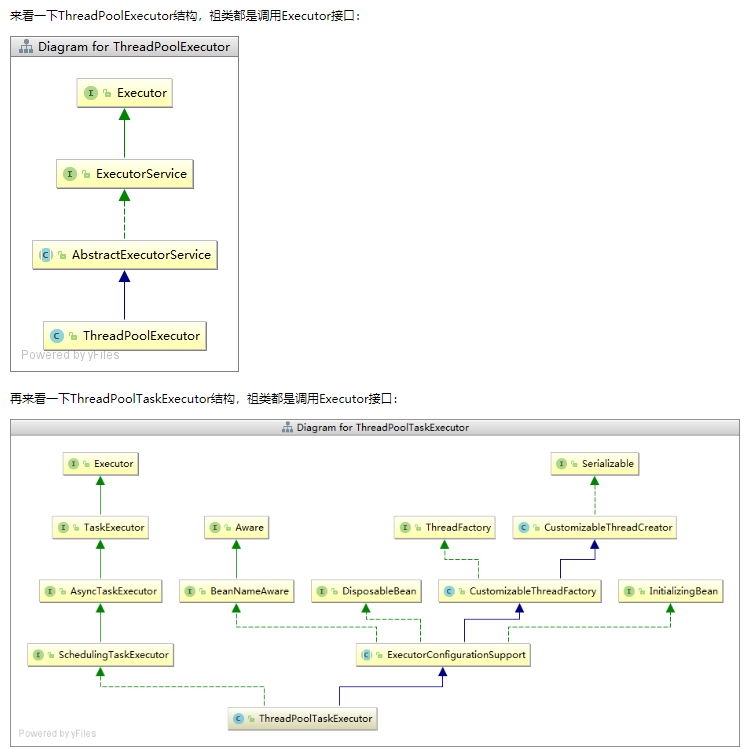 来看一下ThreadPoolExecutor结构，祖类都是调用Executor接口：
Diagram for ThreadPoolExecutor
I Executor
I ExecutorService
C AbstractExecutorService
C ThreadPoolExecutor
Powered by yFiles
再来看一下ThreadPoolTaskExecutor结构，祖类都是调用Executor接口：
Diagram for ThreadPoolTaskExecutor
I Executor I Serializable
I TaskExecutor I Aware I ThreadFactory C CustomizableThreadCreator
I AsyncTaskExecutor I BeanNameAware I DisposableBean C CustomizableThreadFactory I InitializingBean
I SchedulingTaskExecutor C ExecutorConfigurationSupport
C ThreadPoolTaskExecutor
Powered by yFiles